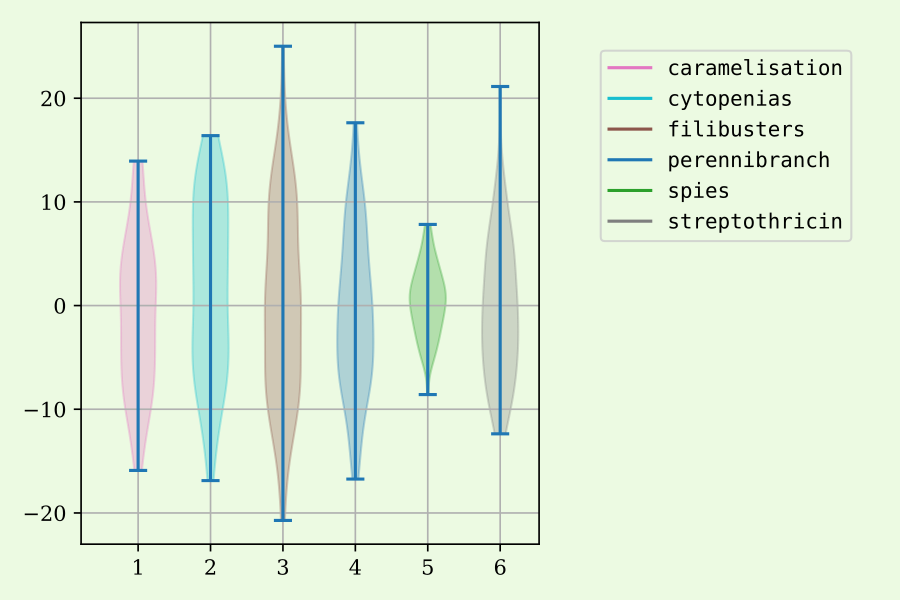 20
10
0
−10
−20
1 2 3 4 5 6
caramelisation
cytopenias
filibusters
perennibranch
spies
streptothricin